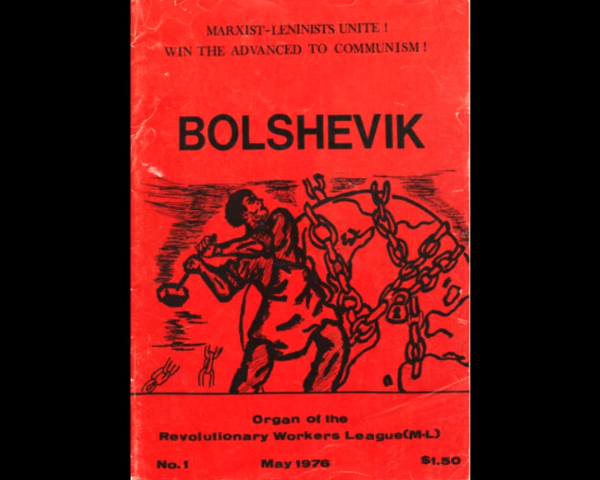 MARXIST-LENINISTS UNITE !
WIN THE ADVANCED TO COMMUNISM !
BOLSHEVIK
Organ of the
Revolutionary Workers League(M-L)
No. 1 May 1976 $1.50